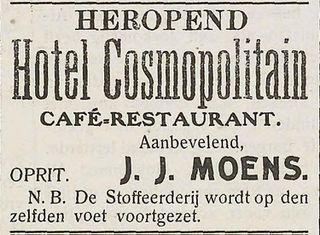 HEROPEND
Hotel Cosmopolitain
CAFÉ-RESTAURANT.
Aanbevelend,
OPRIT. J. J. MOENS.
N. B. De Stoffeerderij wordt op den
zelfden voet voortgezet.